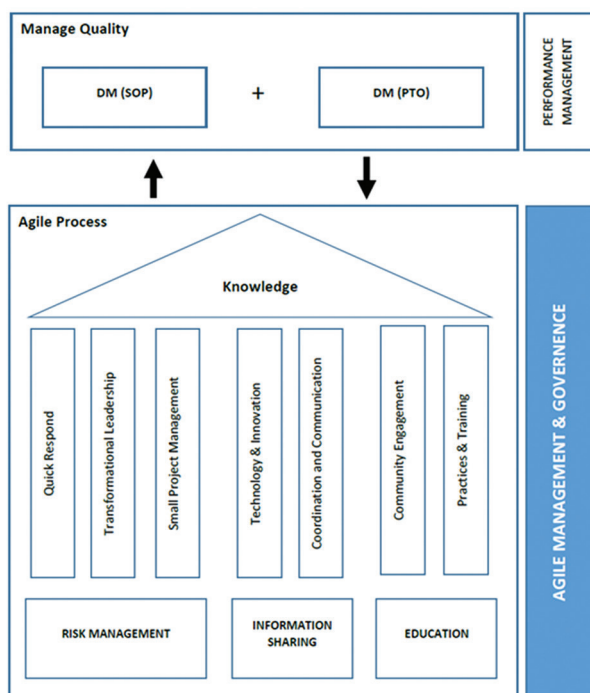 Manage Quality
DM (SOP)
+
DM (PTO)
PERFORMANCE
MANAGEMENT
Agile Process
Knowledge
Quick Respond
Transformational Leadership
Small Project Management
Technology & Innovation
Coordination and Communication
Community Engagement
Practices & Training
RISK MANAGEMENT
INFORMATION
SHARING
EDUCATION
AGILE MANAGEMENT & GOVERNENCE